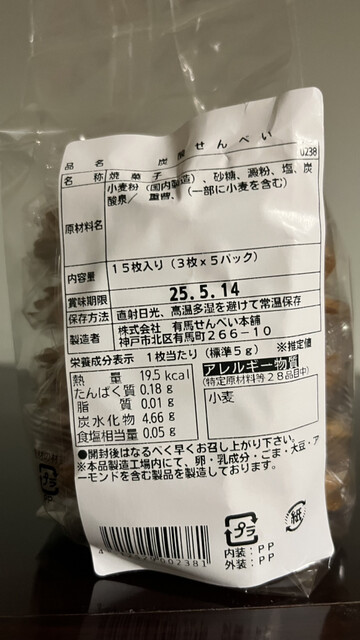 品名 炭酸せんべい 0238
名称 焼菓子
原材料名 小麦粉（国内製造）、砂糖、澱粉、塩、炭
酸泉／重曹、（一部に小麦を含む）
内容量 １５枚入り（３枚ｘ５パック）
賞味期限 25.5.14
保存方法 直射日光、高温多湿を避けて常温保存
製造者 株式会社 有馬せんべい本舗
神戸市北区有馬町２６６－１０
栄養成分表示 １枚当たり（標準５ｇ） ※推定値
熱量 19.5 kcal
たんぱく質 0.18 g
脂質 0.01 g
炭水化物 4.66 g
食塩相当量 0.05 g
アレルギー物質
（特定原材料等２８品目中）
小麦
●開封後はなるべく早くお召し上がり下さい。
※本品製造工場内にて、卵・乳成分・ごま・大豆・ア
ーモンドを含む製品を製造しております。
プラ
紙
内装：ＰＰ
外装：ＰＰ